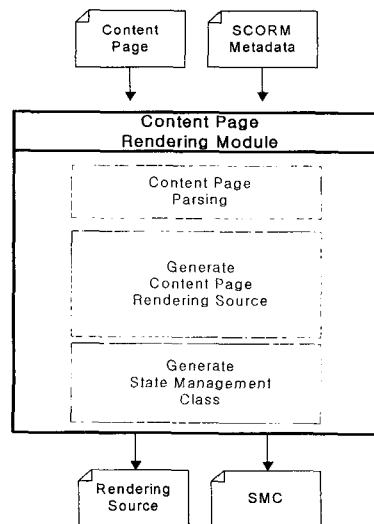 Content
Page
SCORM
Metadata
Content Page
Rendering Module
Content Page
Parsing
Generate
Content Page
Rendering Source
Generate
State Management
Class
Rendering
Source
SMC